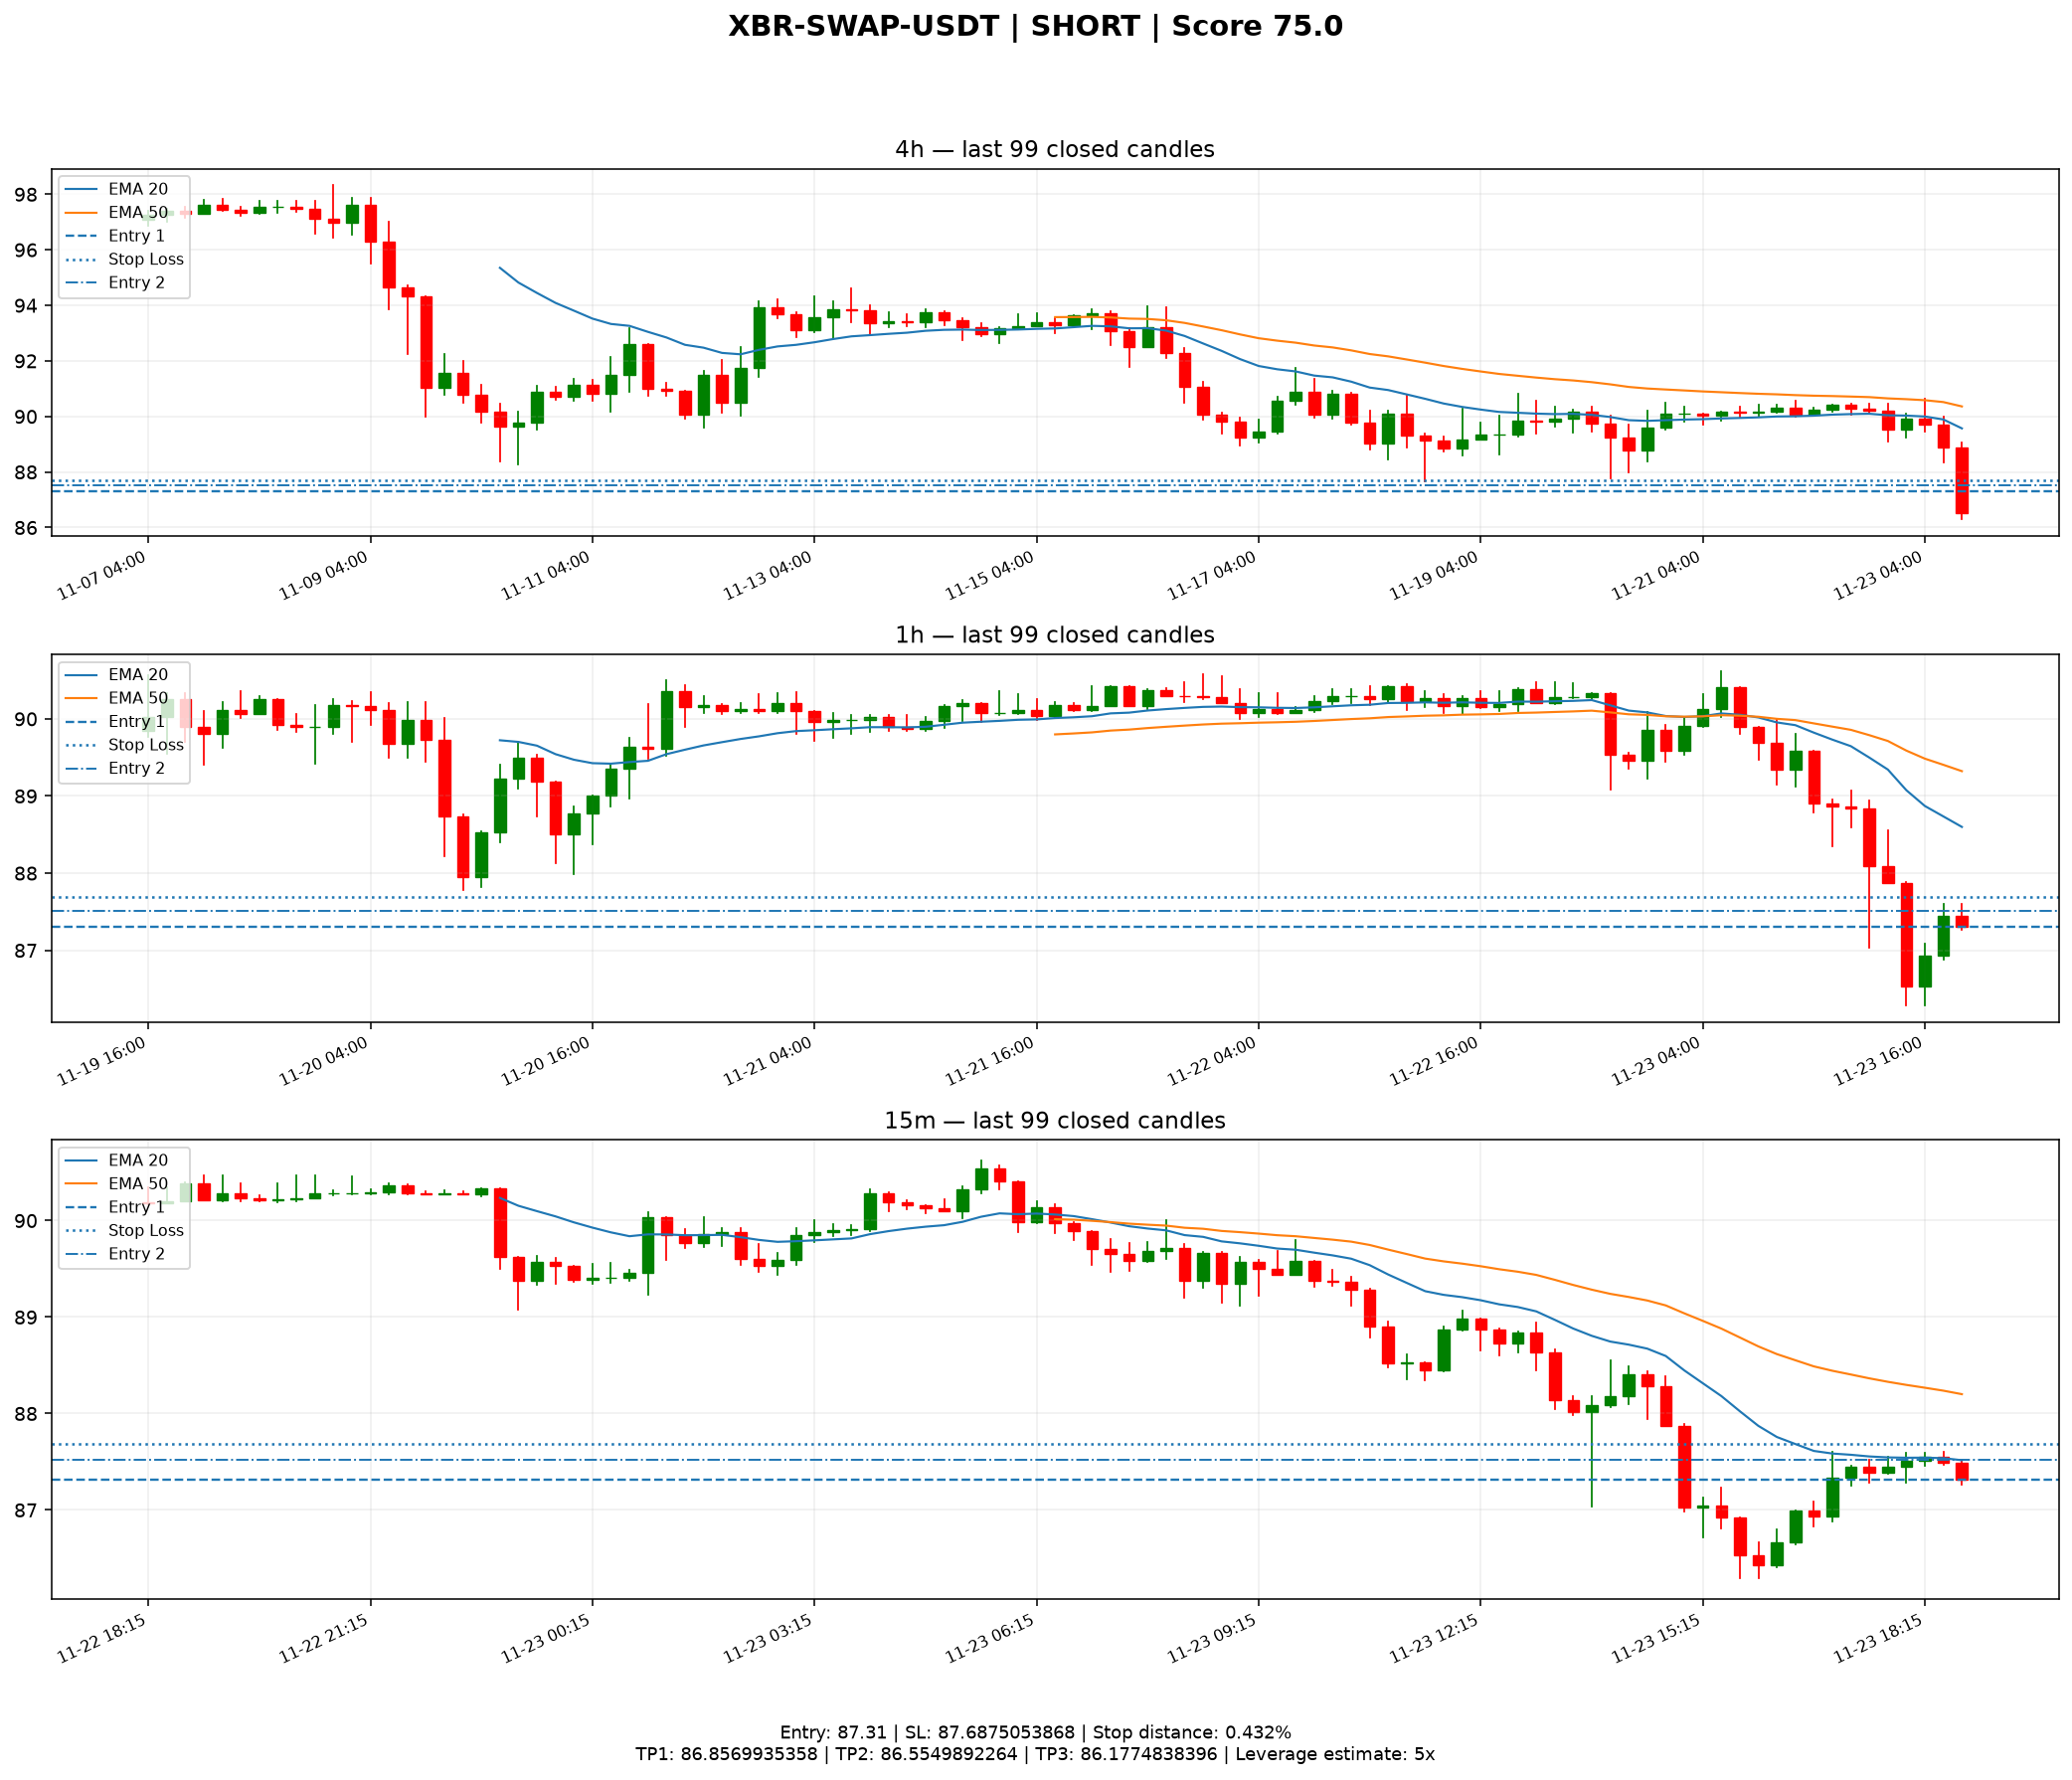 XBR-SWAP-USDT | SHORT | Score 75.0
4h — last 99 closed candles
EMA 20
EMA 50
Entry 1
Stop Loss
Entry 2
98
96
94
92
90
88
86
11-07 04:00
11-09 04:00
11-11 04:00
11-13 04:00
11-15 04:00
11-17 04:00
11-19 04:00
11-21 04:00
11-23 04:00
1h — last 99 closed candles
EMA 20
EMA 50
Entry 1
Stop Loss
Entry 2
90
89
88
87
11-19 16:00
11-20 04:00
11-20 16:00
11-21 04:00
11-21 16:00
11-22 04:00
11-22 16:00
11-23 04:00
11-23 16:00
15m — last 99 closed candles
EMA 20
EMA 50
Entry 1
Stop Loss
Entry 2
90
89
88
87
11-22 18:15
11-22 21:15
11-23 00:15
11-23 03:15
11-23 06:15
11-23 09:15
11-23 12:15
11-23 15:15
11-23 18:15
Entry: 87.31 | SL: 87.6875053868 | Stop distance: 0.432%
TP1: 86.8569935358 | TP2: 86.5549892264 | TP3: 86.1774838396 | Leverage estimate: 5x